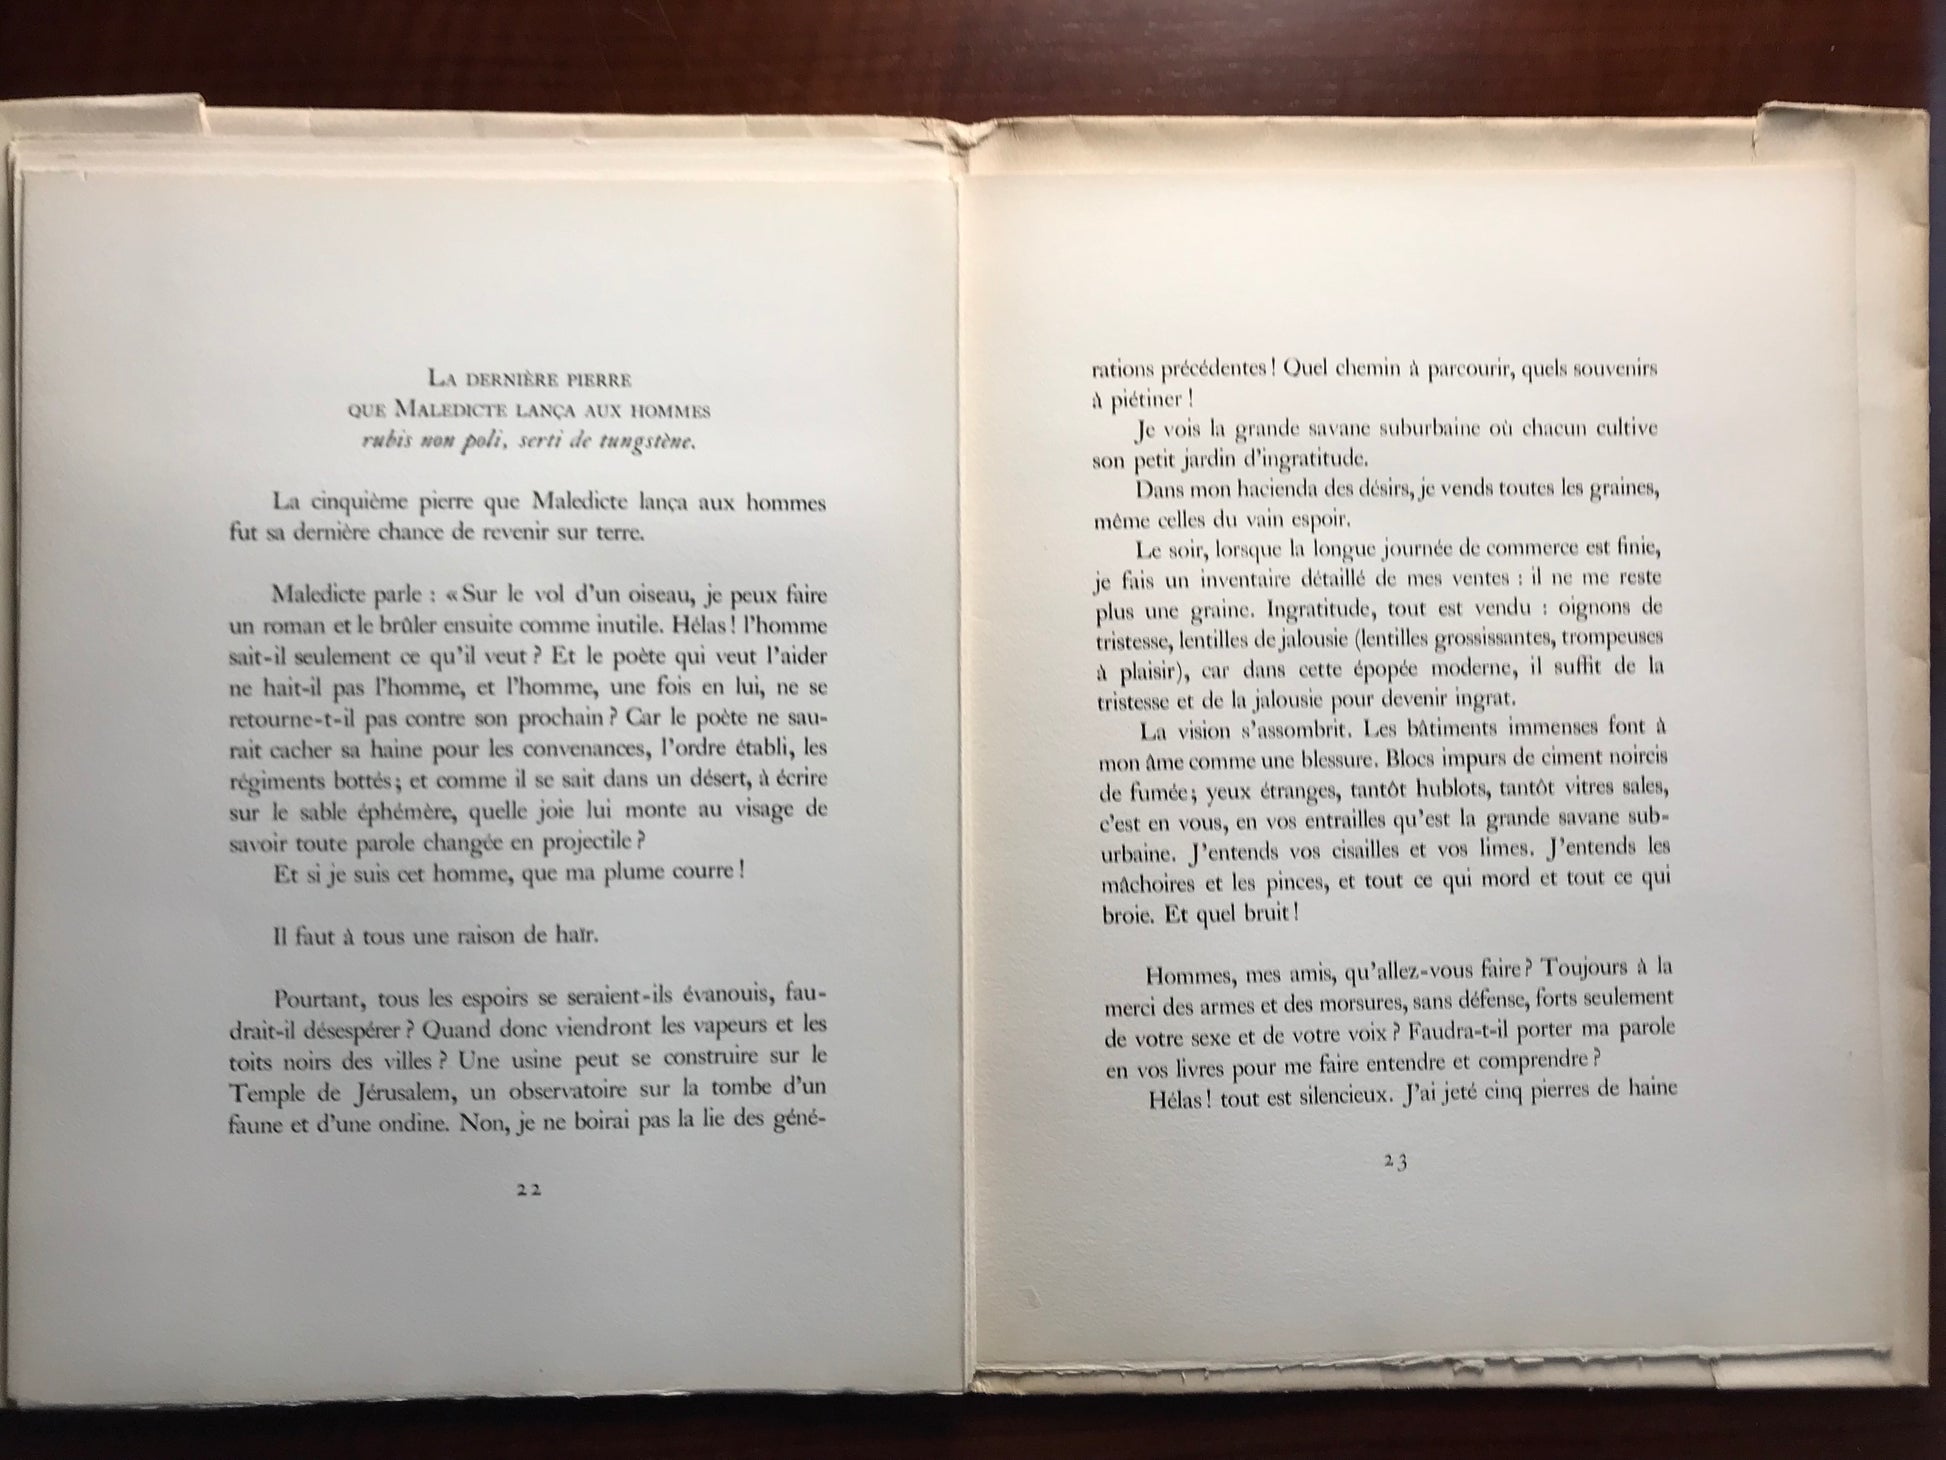 LA DERNIÈRE PIERRE
QUE MALEDICTE LANÇA AUX HOMMES
rubis non poli, serti de tungstène.
La cinquième pierre que Maledicte lança aux hommes
fut sa dernière chance de revenir sur terre.
Maledicte parle : « Sur le vol d'un oiseau, je peux faire
un roman et le brûler ensuite comme inutile. Hélas! l'homme
sait-il seulement ce qu'il veut? Et le poète qui veut l'aider
ne hait-il pas l'homme, et l'homme, une fois en lui, ne se
retourne-t-il pas contre son prochain? Car le poète ne sau-
rait cacher sa haine pour les convenances, l'ordre établi, les
régiments bottés; et comme il se sait dans un désert, à écrire
sur le sable éphémère, quelle joie lui monte au visage de
savoir toute parole changée en projectile?
Et si je suis cet homme, que ma plume courre!
Il faut à tous une raison de haïr.
Pourtant, tous les espoirs se seraient-ils évanouis, fau-
drait-il désespérer? Quand donc viendront les vapeurs et les
toits noirs des villes? Une usine peut se construire sur le
Temple de Jérusalem, un observatoire sur la tombe d'un
faune et d'une ondine. Non, je ne boirai pas la lie des géné-
22
rations précédentes! Quel chemin à parcourir, quels souvenirs
à piétiner!
Je vois la grande savane suburbaine où chacun cultive
son petit jardin d'ingratitude.
Dans mon hacienda des désirs, je vends toutes les graines,
même celles du vain espoir.
Le soir, lorsque la longue journée de commerce est finie,
je fais un inventaire détaillé de mes ventes : il ne me reste
plus une graine. Ingratitude, tout est vendu : oignons de
tristesse, lentilles de jalousie (lentilles grossissantes, trompeuses
à plaisir), car dans cette épopée moderne, il suffit de la
tristesse et de la jalousie pour devenir ingrat.
La vision s'assombrit. Les bâtiments immenses font à
mon âme comme une blessure. Blocs impurs de ciment noircis
de fumée; yeux étranges, tantôt hublots, tantôt vitres sales,
c'est en vous, en vos entrailles qu'est la grande savane sub-
urbaine. J'entends vos cisailles et vos limes. J'entends les
mâchoires et les pinces, et tout ce qui mord et tout ce qui
broie. Et quel bruit!
Hommes, mes amis, qu'allez-vous faire? Toujours à la
merci des armes et des morsures, sans défense, forts seulement
de votre sexe et de votre voix? Faudra-t-il porter ma parole
en vos livres pour me faire entendre et comprendre?
Hélas! tout est silencieux. J'ai jeté cinq pierres de haine
23